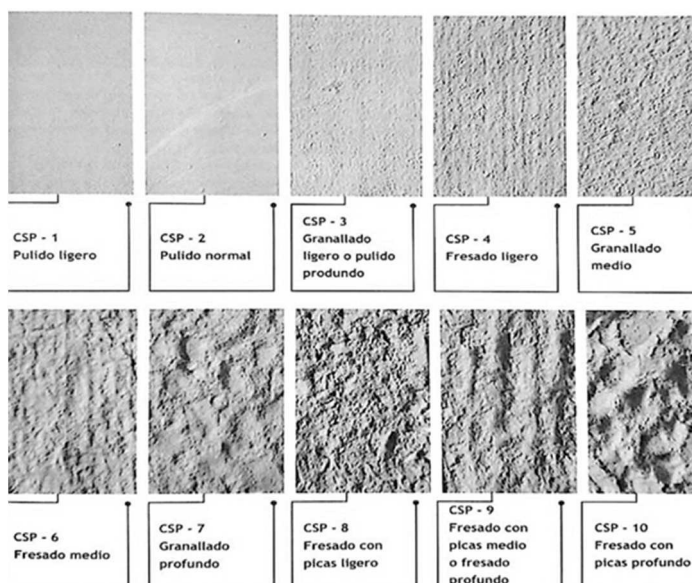 CSP - 1
Pulido ligero
CSP - 2
Pulido normal
CSP - 3
Granallado
ligero o pulido
produndo
CSP - 4
Fresado ligero
CSP - 5
Granallado
medio
CSP - 6
Fresado medio
CSP - 7
Granallado
profundo
CSP - 8
Fresado con
picas ligero
CSP - 9
Fresado con
picas medio
o fresado
profundo
CSP - 10
Fresado con
picas profundo